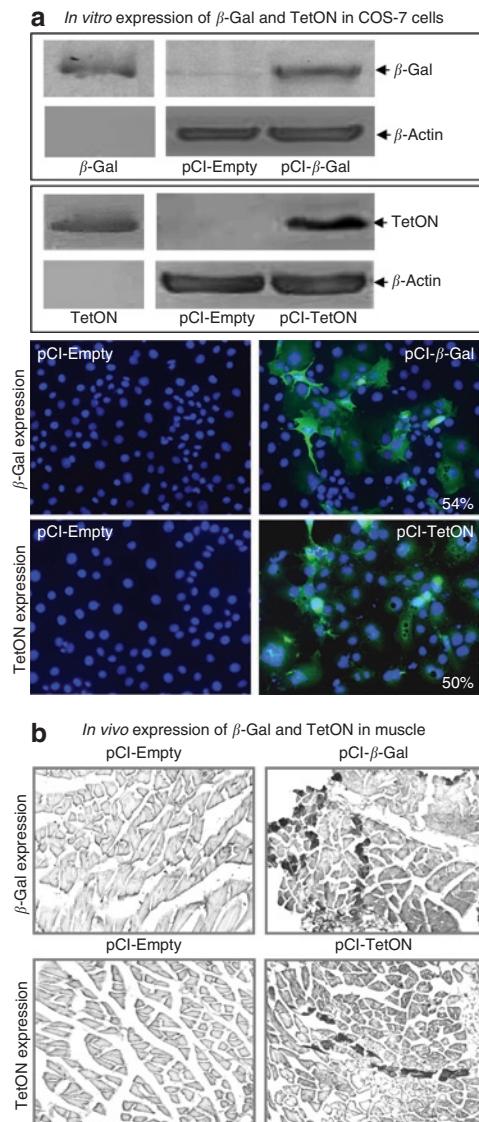 a In vitro expression of β-Gal and TetON in COS-7 cells
β-Gal
β-Actin
β-Gal pCI-Empty pCI-β-Gal
TetON
β-Actin
TetON pCI-Empty pCI-TetON
β-Gal expression
pCI-Empty pCI-β-Gal
54%
TetON expression
pCI-Empty pCI-TetON
50%
b In vivo expression of β-Gal and TetON in muscle
pCI-Empty pCI-β-Gal
β-Gal expression
pCI-Empty pCI-TetON
TetON expression